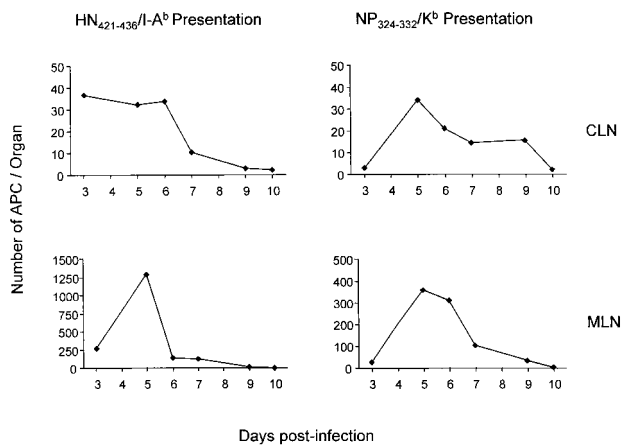 HN421-436/I-Ab Presentation
NP324-332/Kb Presentation
Number of APC / Organ
50
40
30
20
10
0
3 4 5 6 7 8 9 10
50
40
30
20
10
0
3 4 5 6 7 8 9 10
CLN
1500
1250
1000
750
500
250
0
3 4 5 6 7 8 9 10
500
400
300
200
100
0
3 4 5 6 7 8 9 10
MLN
Days post-infection